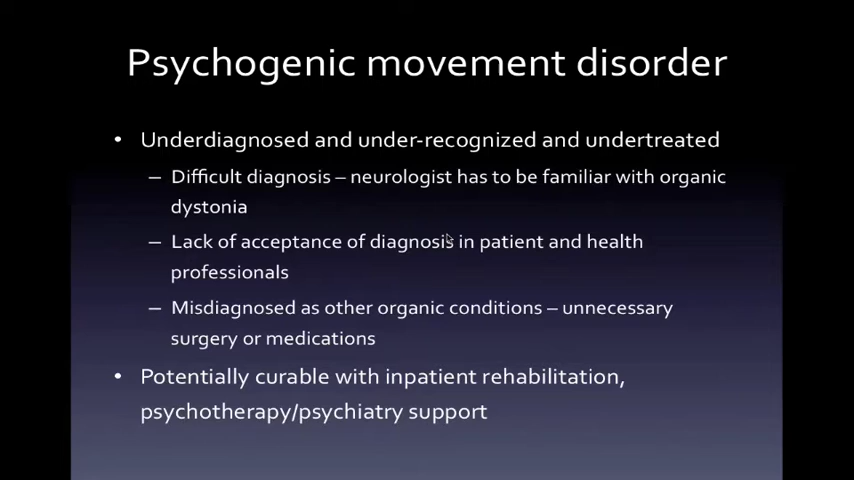 Psychogenic movement disorder
• Underdiagnosed and under-recognized and undertreated
– Difficult diagnosis – neurologist has to be familiar with organic
dystonia
– Lack of acceptance of diagnosis in patient and health
professionals
– Misdiagnosed as other organic conditions – unnecessary
surgery or medications
• Potentially curable with inpatient rehabilitation,
psychotherapy/psychiatry support